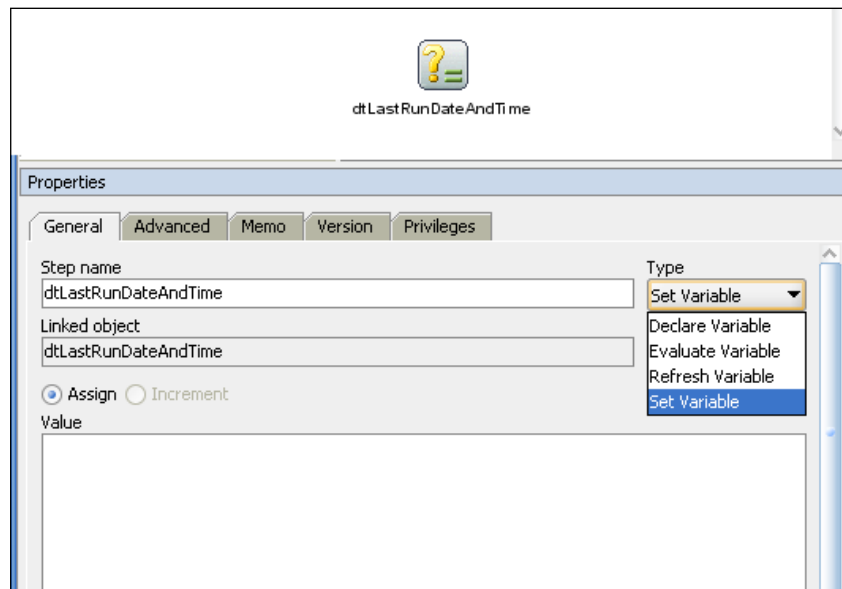 dtLastRunDateAndTime
Properties
General Advanced Memo Version Privileges
Step name Type
dtLastRunDateAndTime Set Variable
Linked object Declare Variable
dtLastRunDateAndTime Evaluate Variable
Refresh Variable
Assign Increment Set Variable
Value